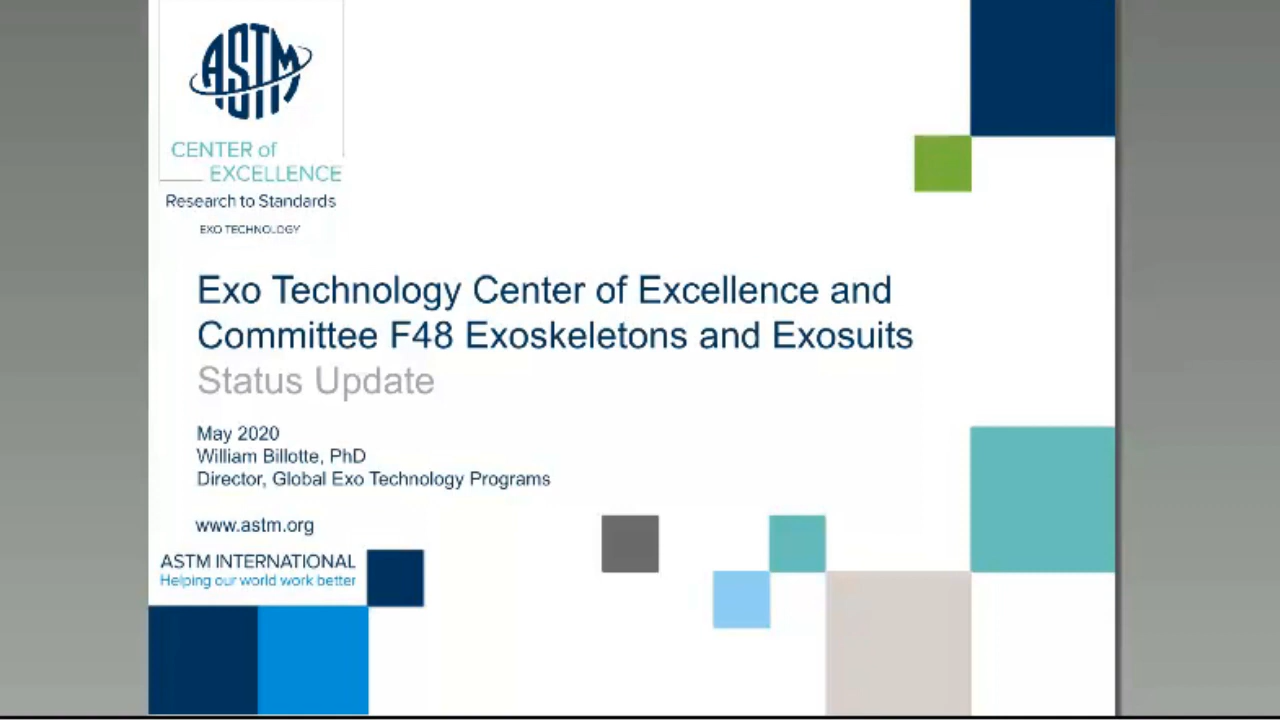 ASTM
CENTER of
EXCELLENCE
Research to Standards
EXO TECHNOLOGY
Exo Technology Center of Excellence and
Committee F48 Exoskeletons and Exosuits
Status Update
May 2020
William Billotte, PhD
Director, Global Exo Technology Programs
www.astm.org
ASTM INTERNATIONAL
Helping our world work better